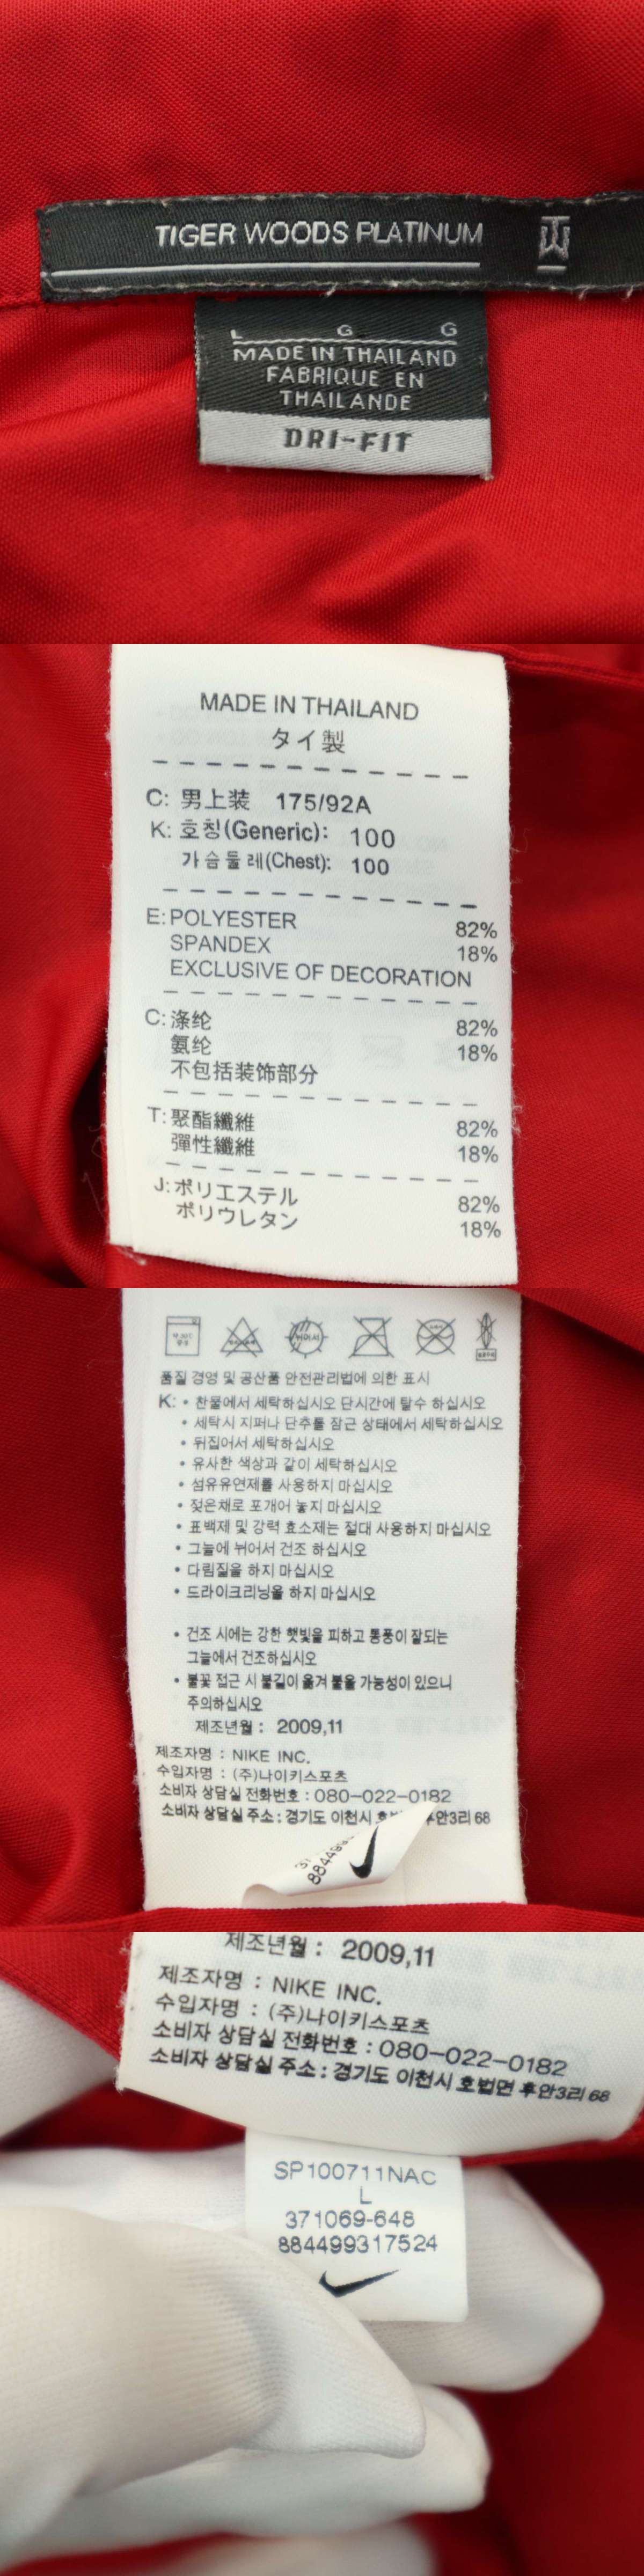 TIGER WOODS PLATINUM TW
L G G
MADE IN THAILAND
FABRIQUE EN
THAILANDE
DRI-FIT
MADE IN THAILAND
タイ製
C: 男上装 175/92A
K: 호칭(Generic): 100
가슴둘레(Chest): 100
E: POLYESTER 82%
SPANDEX 18%
EXCLUSIVE OF DECORATION
C: 涤纶 82%
氨纶 18%
不包括装饰部分
T: 聚酯纖維 82%
彈性纖維 18%
J: ポリエステル 82%
ポリウレタン 18%
품질 경영 및 공산품 안전관리법에 의한 표시
K: • 찬물에서 세탁하십시오 단시간에 탈수 하십시오
• 세탁시 지퍼나 단추를 잠근 상태에서 세탁하십시오
• 뒤집어서 세탁하십시오
• 유사한 색상과 같이 세탁하십시오
• 섬유유연제를 사용하지 마십시오
• 젖은채로 포개어 놓지 마십시오
• 표백제 및 강력 효소제는 절대 사용하지 마십시오
• 그늘에 뉘어서 건조 하십시오
• 다림질을 하지 마십시오
• 드라이크리닝을 하지 마십시오
• 건조 시에는 강한 햇빛을 피하고 통풍이 잘되는
그늘에서 건조하십시오
• 불꽃 접근 시 불길이 옮겨 붙을 가능성이 있으니
주의하십시오
제조년월 : 2009,11
제조자명 : NIKE INC.
수입자명 : (주)나이키스포츠
소비자 상담실 전화번호 : 080-022-0182
소비자 상담실 주소 : 경기도 이천시 후안3리 68
제조년월 : 2009,11
제조자명 : NIKE INC.
수입자명 : (주)나이키스포츠
소비자 상담실 전화번호 : 080-022-0182
소비자 상담실 주소 : 경기도 이천시 호법면 후안3리 68
SP100711NAC
L
371069-648
884499317524